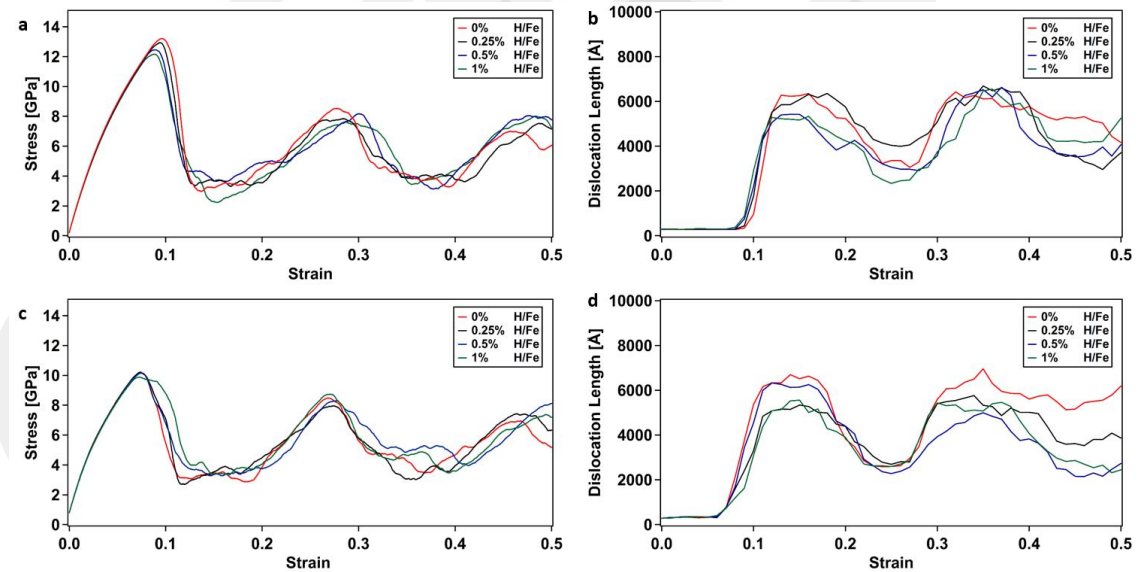 a
14
12
10
8
6
4
2
0
Stress [GPa]
0% H/Fe
0.25% H/Fe
0.5% H/Fe
1% H/Fe
0.0 0.1 0.2 0.3 0.4 0.5
Strain
b
10000
8000
6000
4000
2000
0
Dislocation Length [Å]
0% H/Fe
0.25% H/Fe
0.5% H/Fe
1% H/Fe
0.0 0.1 0.2 0.3 0.4 0.5
Strain
c
14
12
10
8
6
4
2
0
Stress [GPa]
0% H/Fe
0.25% H/Fe
0.5% H/Fe
1% H/Fe
0.0 0.1 0.2 0.3 0.4 0.5
Strain
d
10000
8000
6000
4000
2000
0
Dislocation Length [Å]
0% H/Fe
0.25% H/Fe
0.5% H/Fe
1% H/Fe
0.0 0.1 0.2 0.3 0.4 0.5
Strain